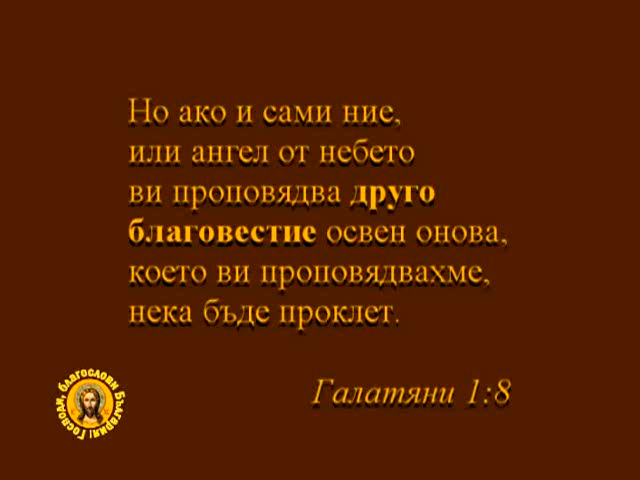 Но ако и сами ние,
или ангел от небето
ви проповядва друго
благовестие освен онова,
което ви проповядвахме,
нека бъде проклет.
Галатяни 1:8
Господи, благослови България!